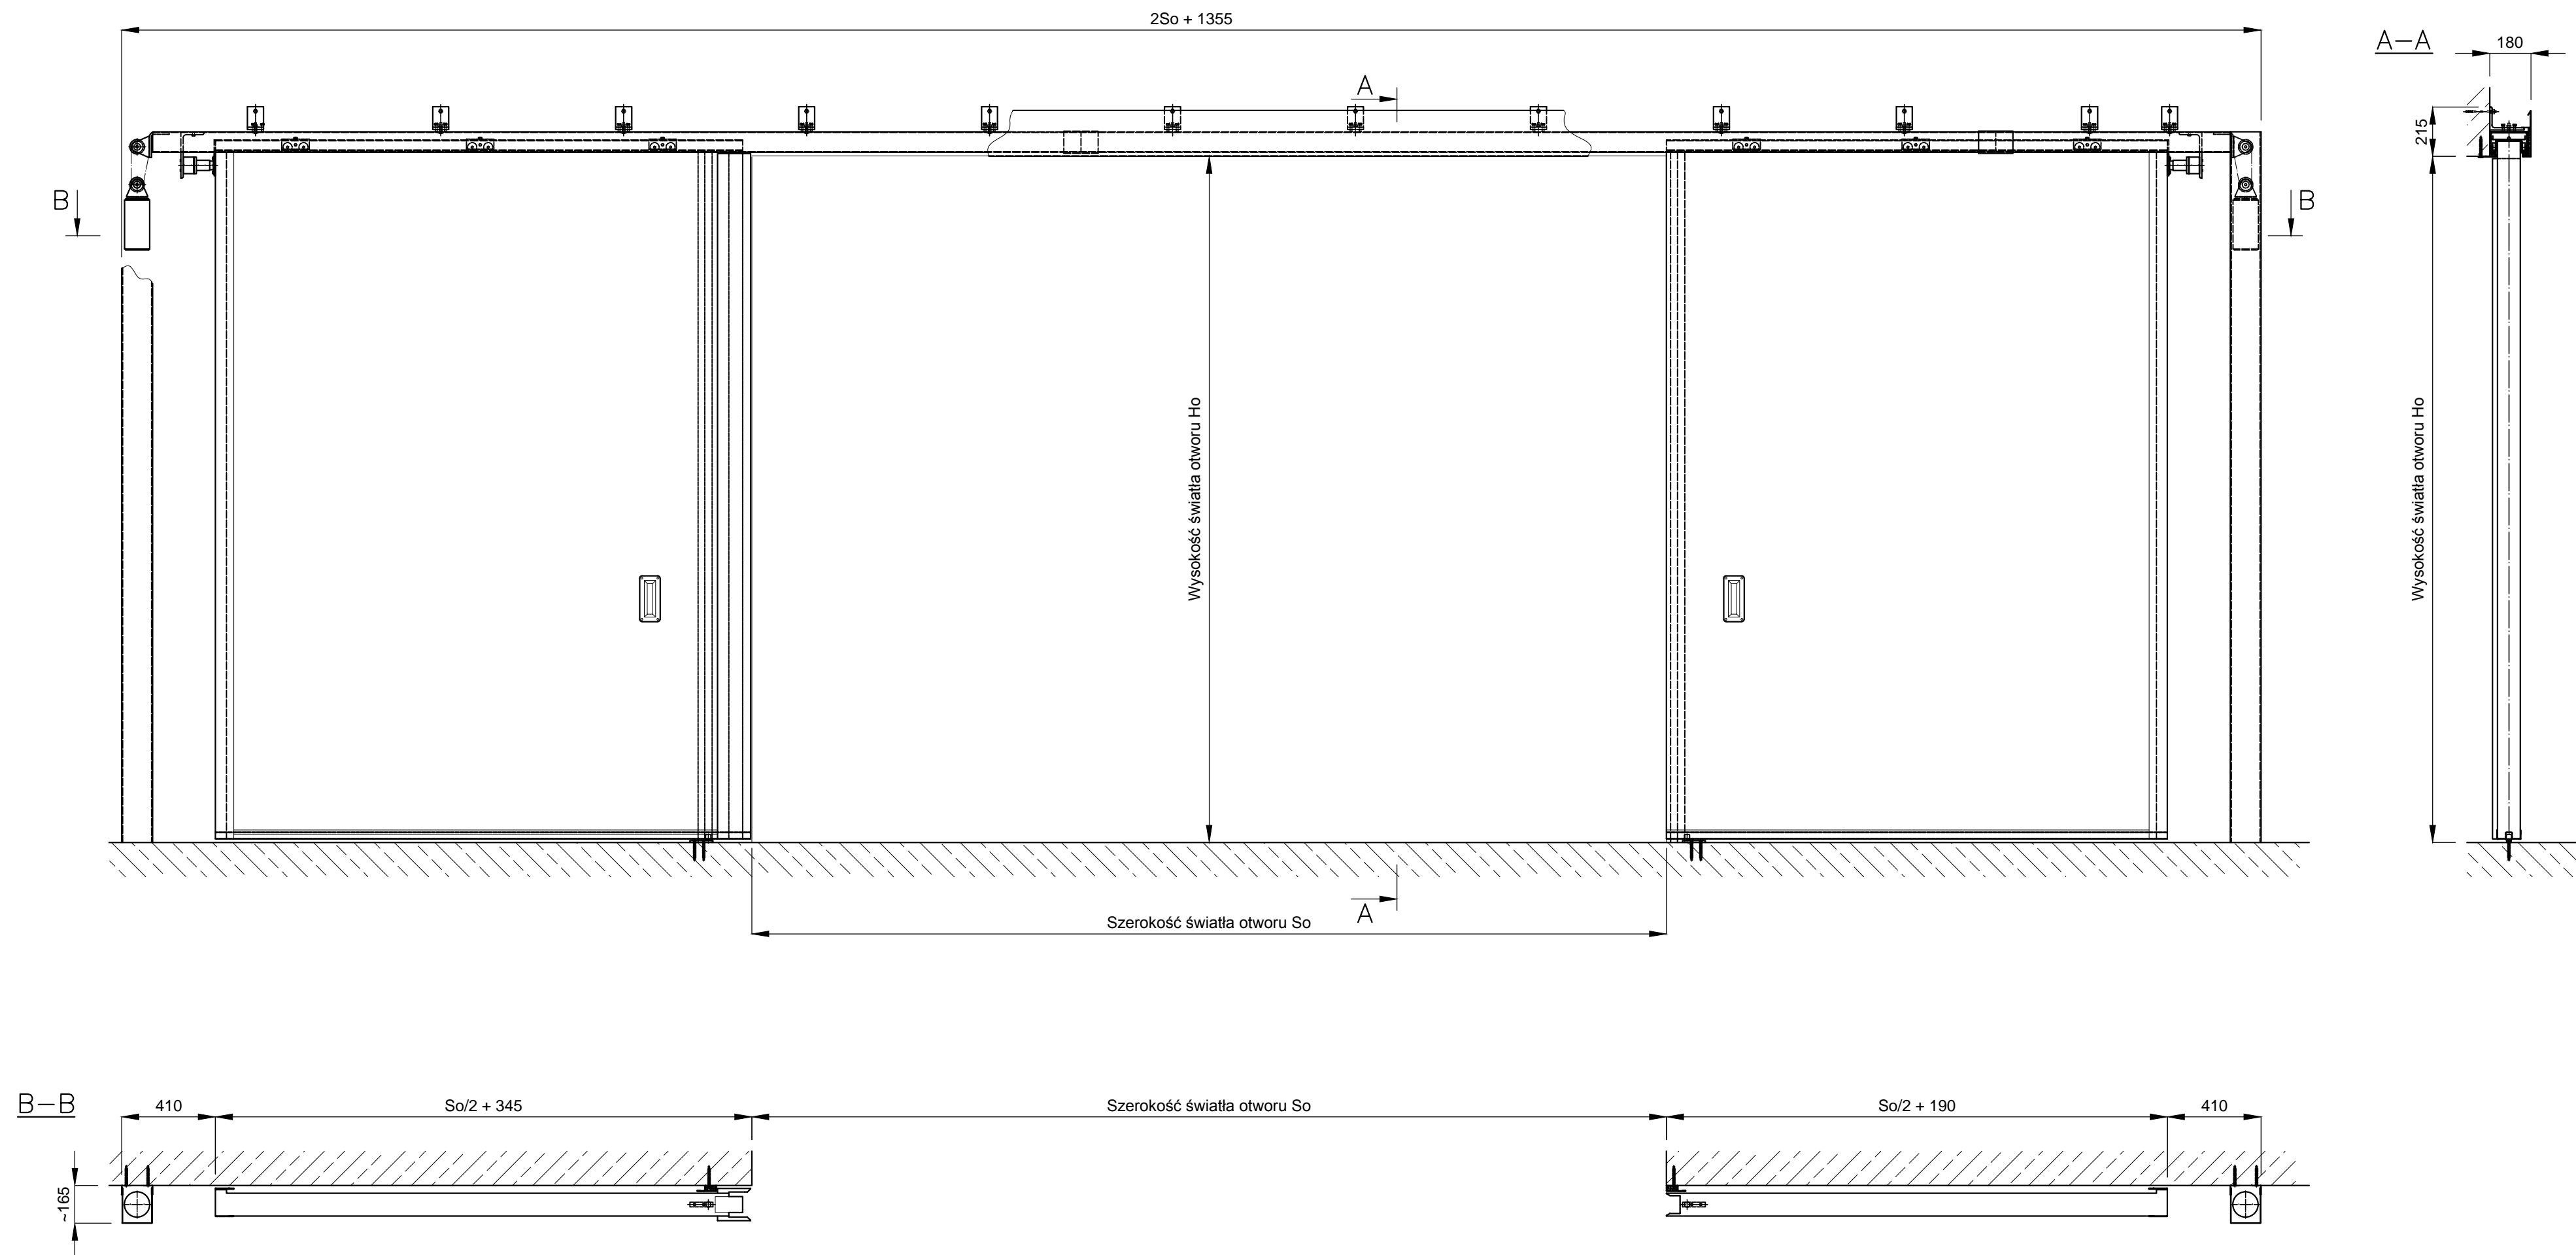 2So + 1355
A
A-A
180
215
B
B
Wysokość światła otworu Ho
Wysokość światła otworu Ho
A
Szerokość światła otworu So
B-B
410
So/2 + 345
Szerokość światła otworu So
So/2 + 190
410
~165